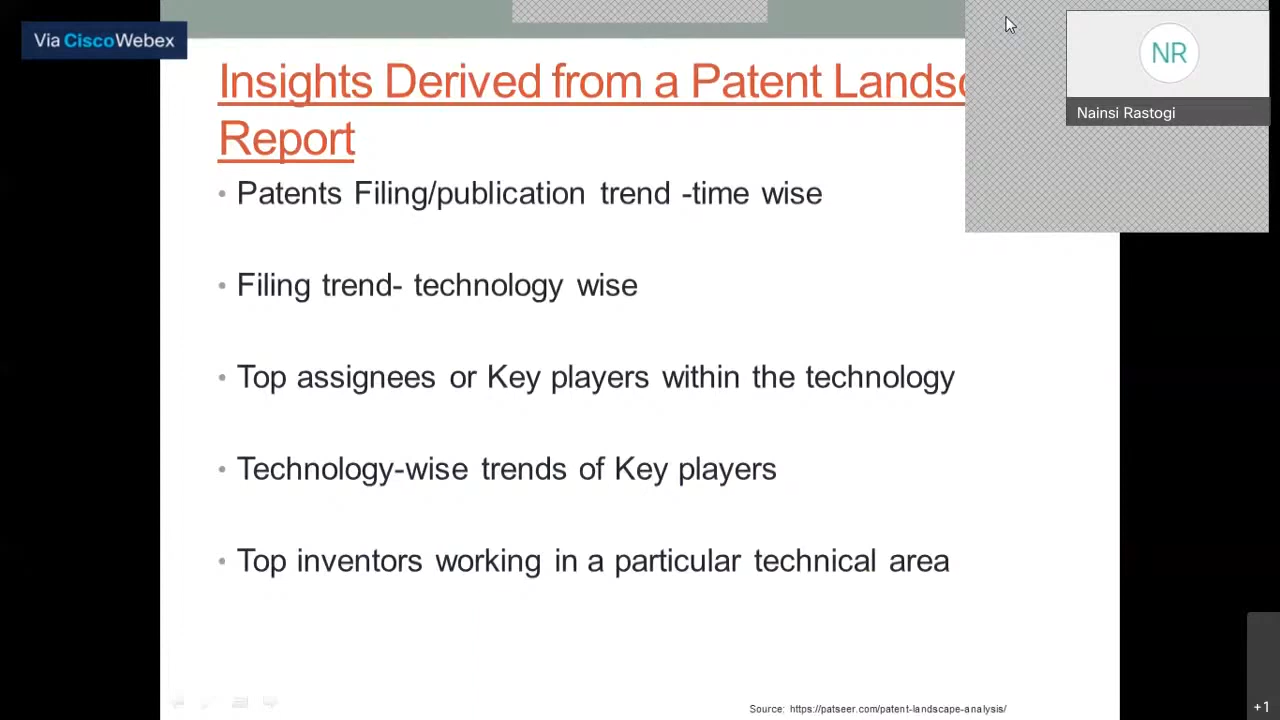 Via CiscoWebex
NR
Nainsi Rastogi
Insights Derived from a Patent
Report
• Patents Filing/publication trend -time wise
• Filing trend- technology wise
• Top assignees or Key players within the technology
• Technology-wise trends of Key players
• Top inventors working in a particular technical area
Source: https://patseer.com/patent-landscape-analysis/
+1